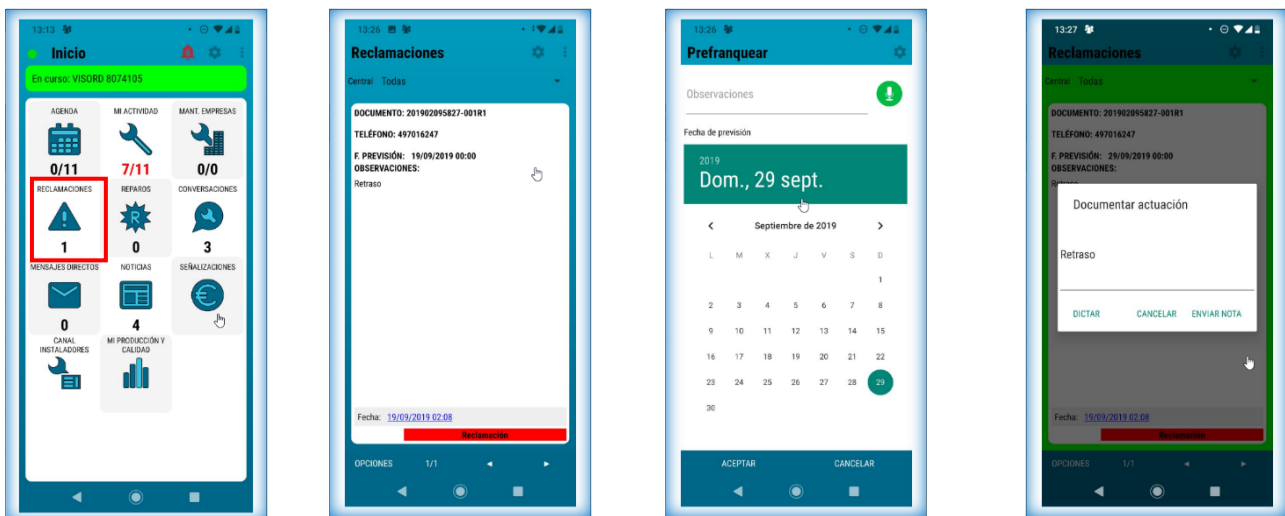 13:13
Inicio
En curso: VISORD 8074105
AGENDA
MI ACTIVIDAD
MANT. EMPRESAS
0/11
7/11
0/0
RECLAMACIONES
REPAROS
CONVERSACIONES
R
1
0
3
MENSAJES DIRECTOS
NOTICIAS
SEÑALIZACIONES
€
0
4
CANAL
INSTALADORES
MI PRODUCCIÓN Y
CALIDAD
13:26
Reclamaciones
Central Todas
DOCUMENTO: 201902095827-001R1
TELÉFONO: 497016247
F. PREVISIÓN: 19/09/2019 00:00
OBSERVACIONES:
Retraso
Fecha: 19/09/2019 02:08
Reclamación
OPCIONES 1/1
13:26
Prefranquear
Observaciones
Fecha de previsión
2019
Dom., 29 sept.
Septiembre de 2019
L M X J V S D
1
2 3 4 5 6 7 8
9 10 11 12 13 14 15
16 17 18 19 20 21 22
23 24 25 26 27 28 29
30
ACEPTAR CANCELAR
13:27
Reclamaciones
Central Todas
DOCUMENTO: 201902095827-001R1
TELÉFONO: 497016247
F. PREVISIÓN: 29/09/2019 00:00
OBSERVACIONES:
Retraso
Documentar actuación
Retraso
DICTAR CANCELAR ENVIAR NOTA
Fecha: 19/09/2019 02:08
Reclamación
OPCIONES 1/1